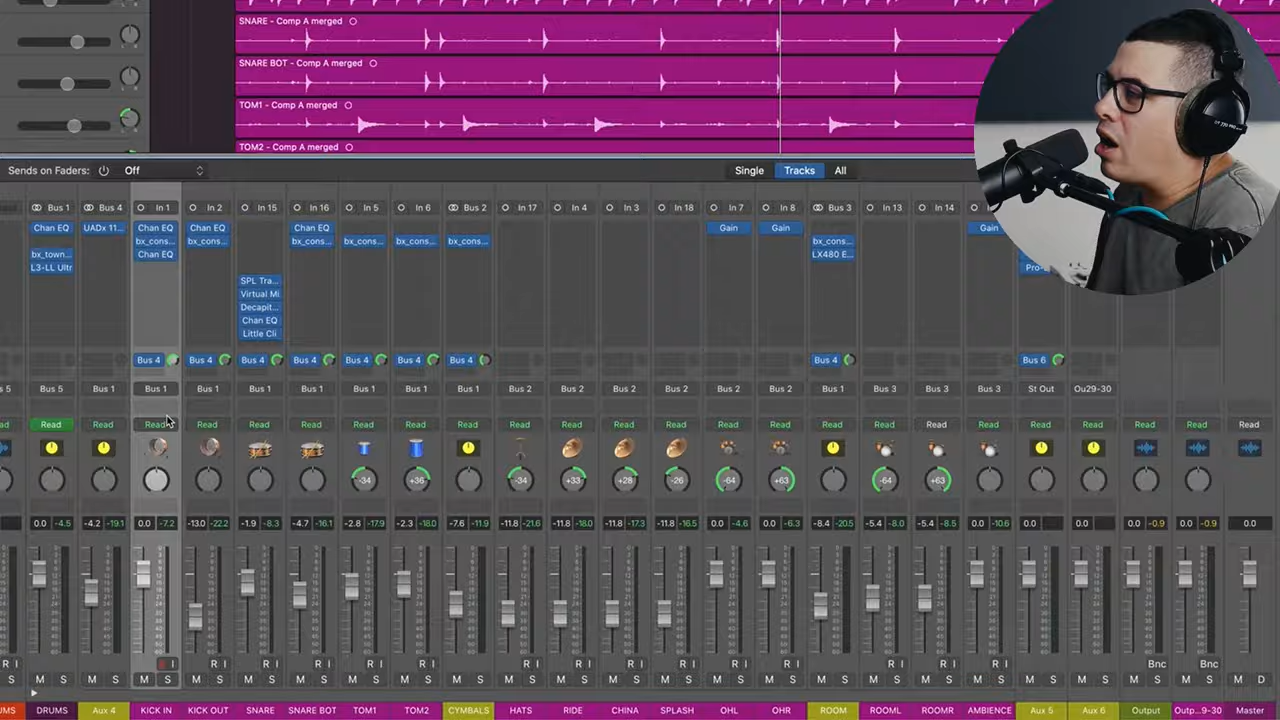 SNARE - Comp A merged
SNARE BOT - Comp A merged
TOM1 - Comp A merged
TOM2 - Comp A merged
Sends on Faders: Off Single Tracks All
Bus 1 Bus 4 In 1 In 2 In 15 In 16 In 5 In 6 Bus 2 In 17 In 4 In 3 In 18 In 7 In 8 Bus 3 In 13 In 14
Chan EQ UADx 11... Chan EQ Chan EQ Chan EQ Gain Gain Gain
bx_cons... bx_cons... bx_cons... bx_cons... bx_cons... bx_cons... bx_cons...
bx_town... Chan EQ LX480 E...
L3-LL Ultr
SPL Tra...
Virtual Mi
Decapit...
Chan EQ
Little Cli
Bus 4 Bus 4 Bus 4 Bus 4 Bus 4 Bus 4 Bus 4 Bus 4 Bus 6
s 5 Bus 5 Bus 1 Bus 1 Bus 1 Bus 1 Bus 1 Bus 1 Bus 1 Bus 1 Bus 2 Bus 2 Bus 2 Bus 2 Bus 2 Bus 2 Bus 1 Bus 3 Bus 3 Bus 3 St Out Ou29-30
ad Read Read Read Read Read Read Read Read Read Read Read Read Read Read Read Read Read Read Read Read Read Read Read Read
-34 +36 -34 +33 +28 -26 -64 +63 -64 +63
0.0 -4.5 -4.2 -19.1 0.0 -7.2 -13.0 -22.2 -1.9 -8.3 -4.7 -16.1 -2.8 -17.9 -2.3 -18.0 -7.6 -11.9 -11.8 -21.6 -11.8 -18.0 -11.8 -17.3 -11.8 -16.5 0.0 -4.6 0.0 -6.3 -8.4 -20.5 -5.4 -8.0 -5.4 -8.5 0.0 -10.6 0.0 0.0 0.0 -0.9 0.0 -0.9 0.0
R I I R I R I R I R I R I R I R I R I R I R I R I R I R I R I Bnc Bnc
S M S M S M S M S M S M S M S M S M S M S M S M S M S M S M S M S M S M S M S M S M S M S M S M D
UMS DRUMS Aux 4 KICK IN KICK OUT SNARE SNARE BOT TOM1 TOM2 CYMBALS HATS RIDE CHINA SPLASH OHL OHR ROOM ROOML ROOMR AMBIENCE Aux 5 Aux 6 Output Outp...9-30 Master